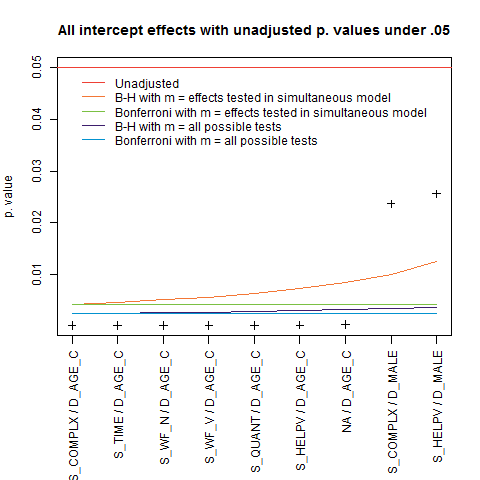 All intercept effects with unadjusted p. values under .05
Unadjusted
B-H with m = effects tested in simultaneous model
Bonferroni with m = effects tested in simultaneous model
B-H with m = all possible tests
Bonferroni with m = all possible tests
p. value
0.05
0.04
0.03
0.02
0.01
S_COMPLX / D_AGE_C
S_TIME / D_AGE_C
S_WF_N / D_AGE_C
S_WF_V / D_AGE_C
S_QUANT / D_AGE_C
S_HELPV / D_AGE_C
NA / D_AGE_C
S_COMPLX / D_MALE
S_HELPV / D_MALE